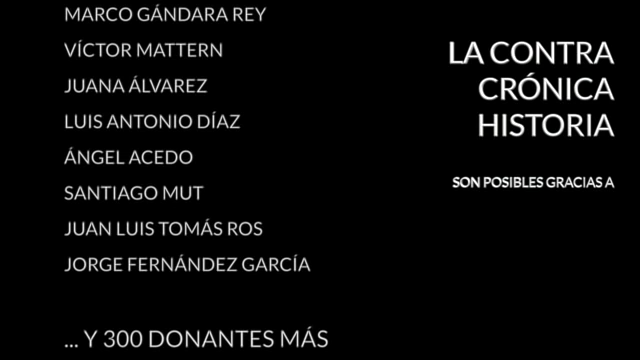 MARCO GÁNDARA REY
VÍCTOR MATTERN
JUANA ÁLVAREZ
LUIS ANTONIO DÍAZ
ÁNGEL ACEDO
SANTIAGO MUT
JUAN LUIS TOMÁS ROS
JORGE FERNÁNDEZ GARCÍA
... Y 300 DONANTES MÁS
LA CONTRA
CRÓNICA
HISTORIA
SON POSIBLES GRACIAS A